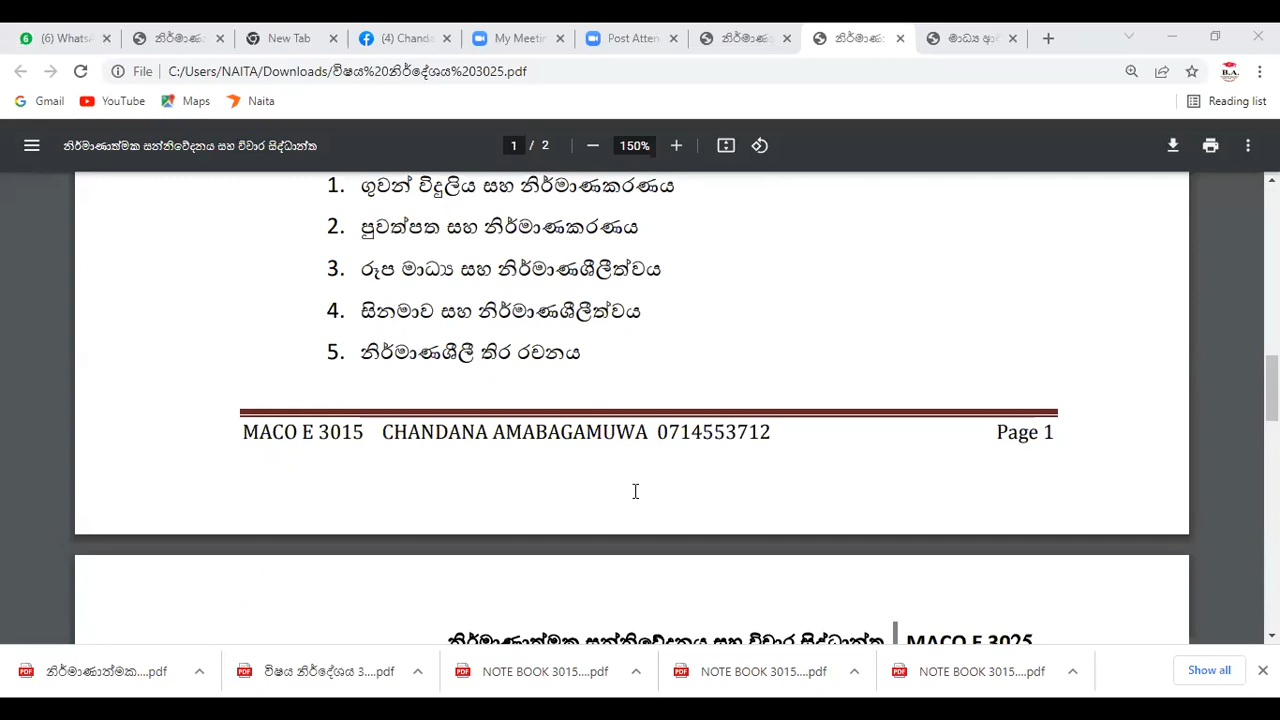 (6) Whats
නිර්මාණ
New Tab
(4) Chanda
My Meetin
Post Atten
නිර්මාණ
නිර්මාණ
මාධ්‍ය
File C:/Users/NAITA/Downloads/විෂය%20නිර්දේශය%203025.pdf
B.A.
Gmail YouTube Maps Naita Reading list
නිර්මාණාත්මක සන්නිවේදනය සහ විචාර සිද්ධාන්ත 1 / 2 150%
1. ගුවන් විදුලිය සහ නිර්මාණකරණය
2. පුවත්පත සහ නිර්මාණකරණය
3. රූප මාධ්‍ය සහ නිර්මාණශීලීත්වය
4. සිනමාව සහ නිර්මාණශීලීත්වය
5. නිර්මාණශීලී තිර රචනය
MACO E 3015 CHANDANA AMABAGAMUWA 0714553712 Page 1
නිර්මාණාත්මක සන්නිවේදනය සහ විචාර සිද්ධාන්ත MACO E 3025
නිර්මාණාත්මක....pdf විෂය නිර්දේශය 3....pdf NOTE BOOK 3015....pdf NOTE BOOK 3015....pdf NOTE BOOK 3015....pdf Show all